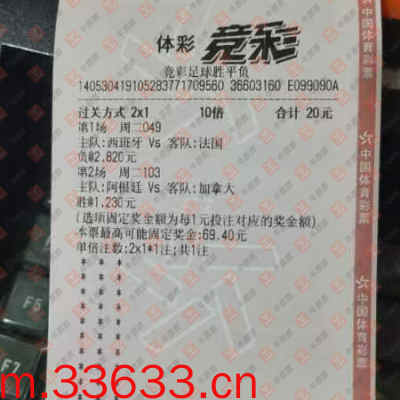 体彩 竞彩
竞彩足球胜平负
140530419105283771709560 36603160 E099090A
过关方式 2x1 10倍 合计 20元
第1场 周二049
主队:西班牙 Vs 客队:法国
负@2.820元
第2场 周二103
主队:阿根廷 Vs 客队:加拿大
胜@1.230元
(选项固定奖金额为每1元投注对应的奖金额)
本票最高可能固定奖金:69.40元
单倍注数:2x1*1注;共1注
中国体育彩票
中国体育彩票
中国体育彩票
F6
F7
m.33633.cn